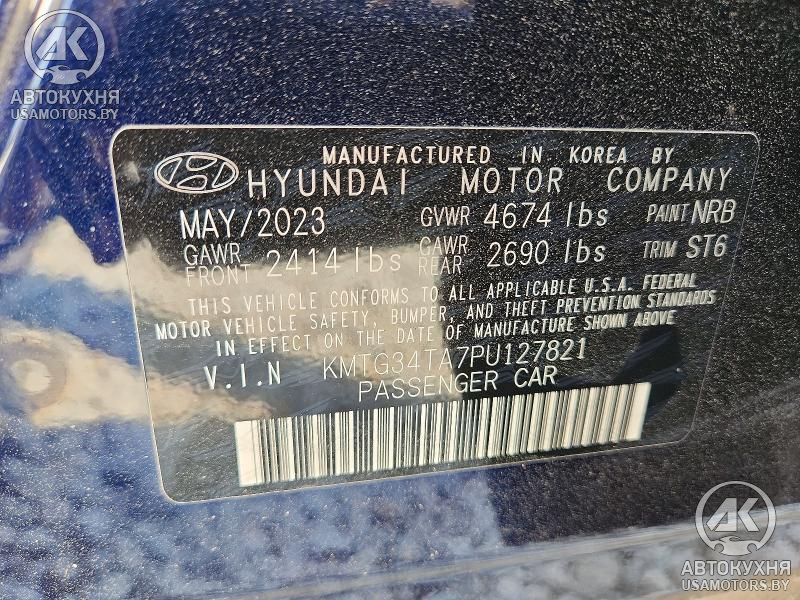 АК
АВТОКУХНЯ
USAMOTORS.BY
MANUFACTURED IN KOREA BY
HYUNDAI MOTOR COMPANY
MAY/2023 GVWR 4674 lbs PAINT NRB
GAWR FRONT 2414 lbs GAWR REAR 2690 lbs TRIM ST6
THIS VEHICLE CONFORMS TO ALL APPLICABLE U.S.A. FEDERAL
MOTOR VEHICLE SAFETY, BUMPER, AND THEFT PREVENTION STANDARDS
IN EFFECT ON THE DATE OF MANUFACTURE SHOWN ABOVE
V.I.N KMTG34TA7PU127821
PASSENGER CAR
АК
АВТОКУХНЯ
USAMOTORS.BY